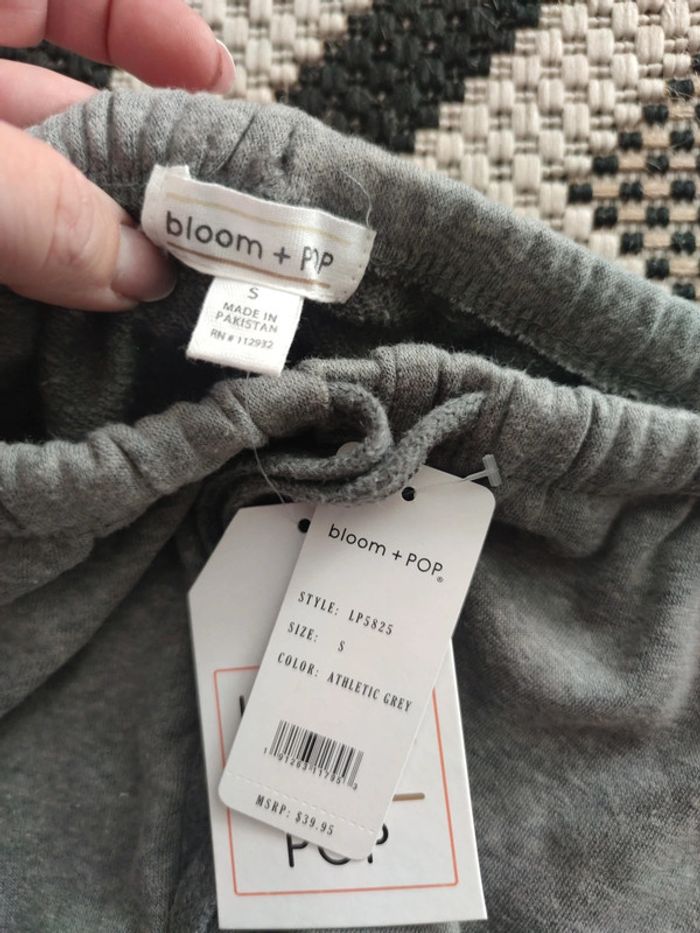 bloom + POP
S
MADE IN
PAKISTAN
RN # 112932
bloom + POP®
STYLE: LP5825
SIZE: S
COLOR: ATHLETIC GREY
MSRP: $39.95
POP